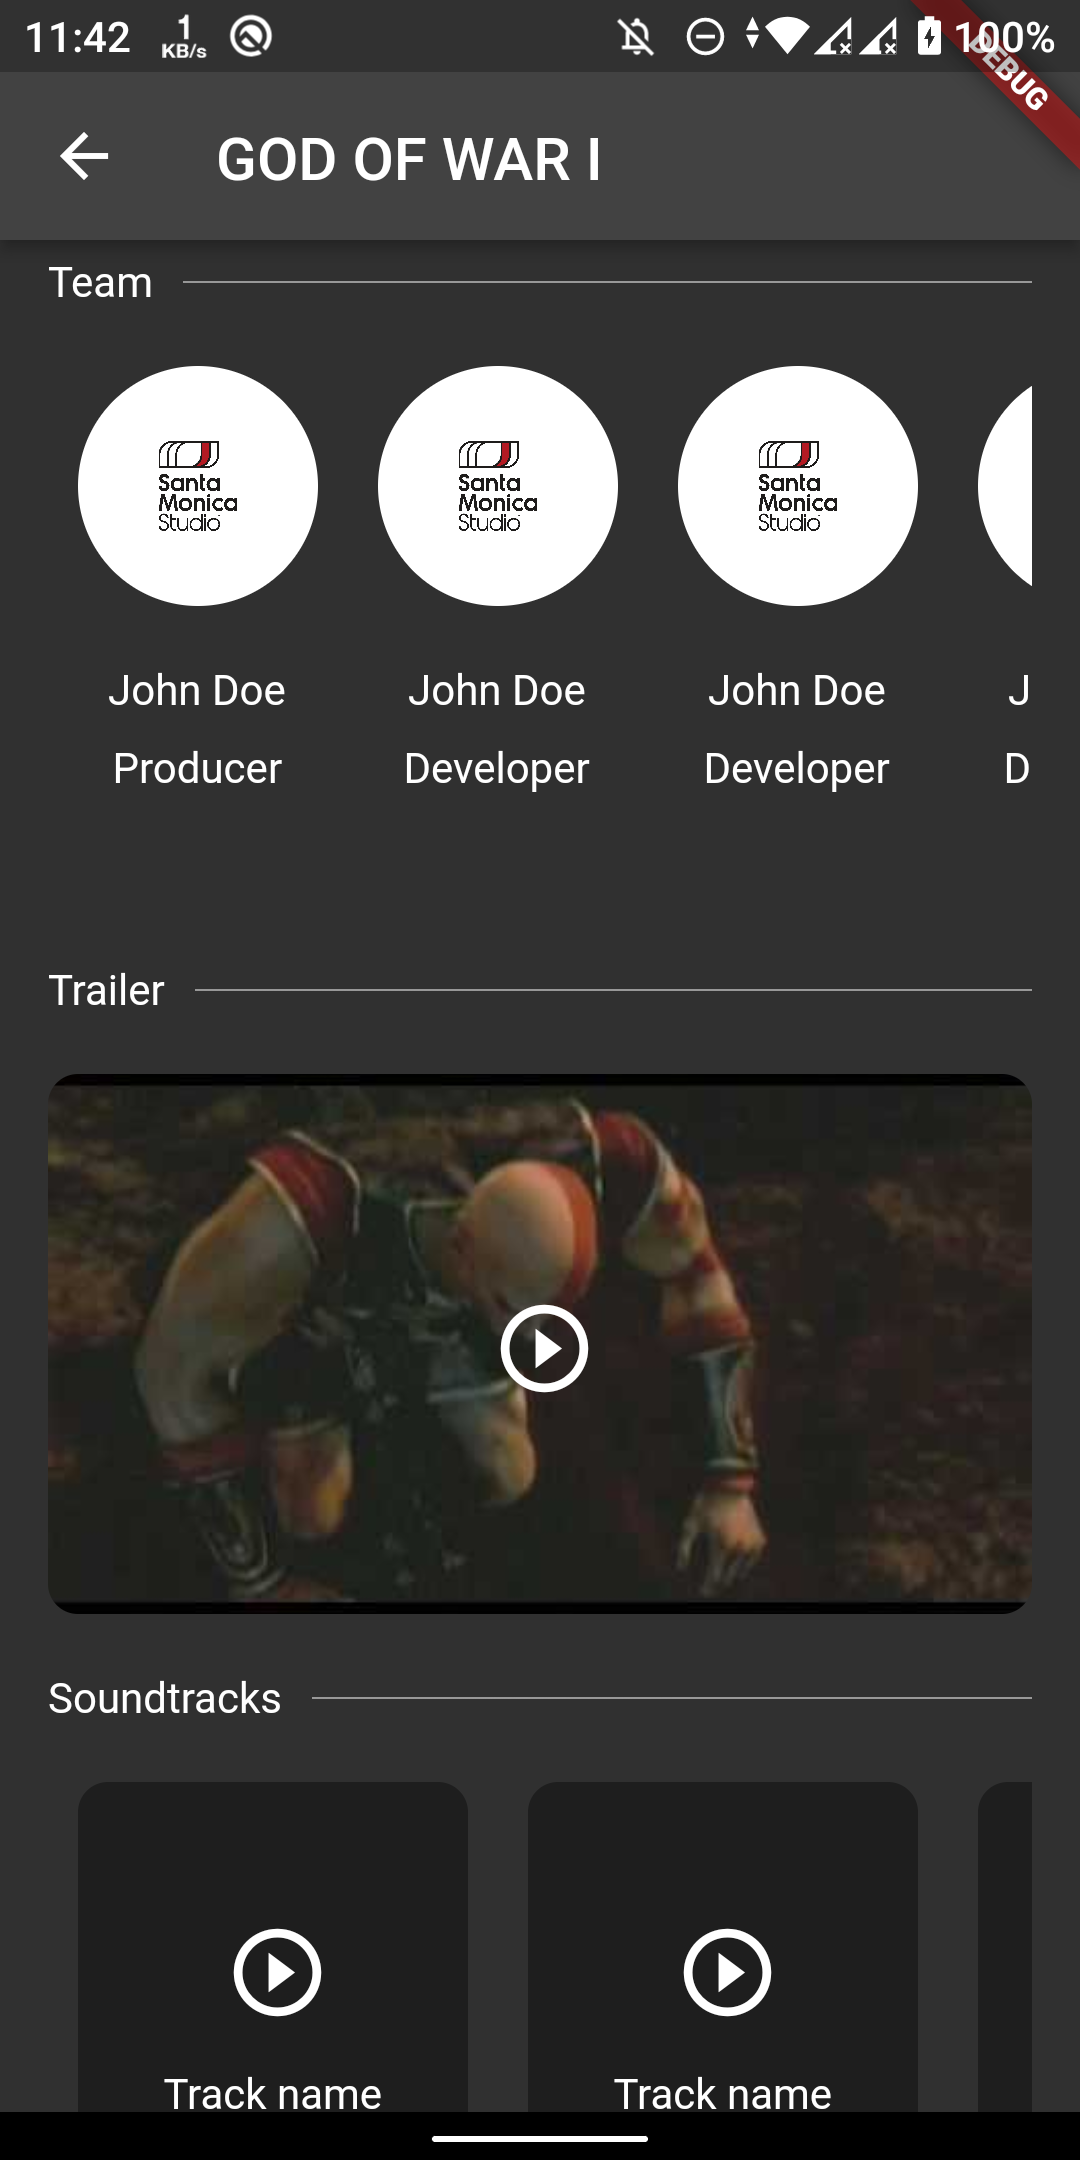 11:42 1 KB/s 100%
DEBUG
GOD OF WAR I
Team
Santa Monica Studio
Santa Monica Studio
Santa Monica Studio
John Doe John Doe John Doe J
Producer Developer Developer D
Trailer
Soundtracks
Track name Track name